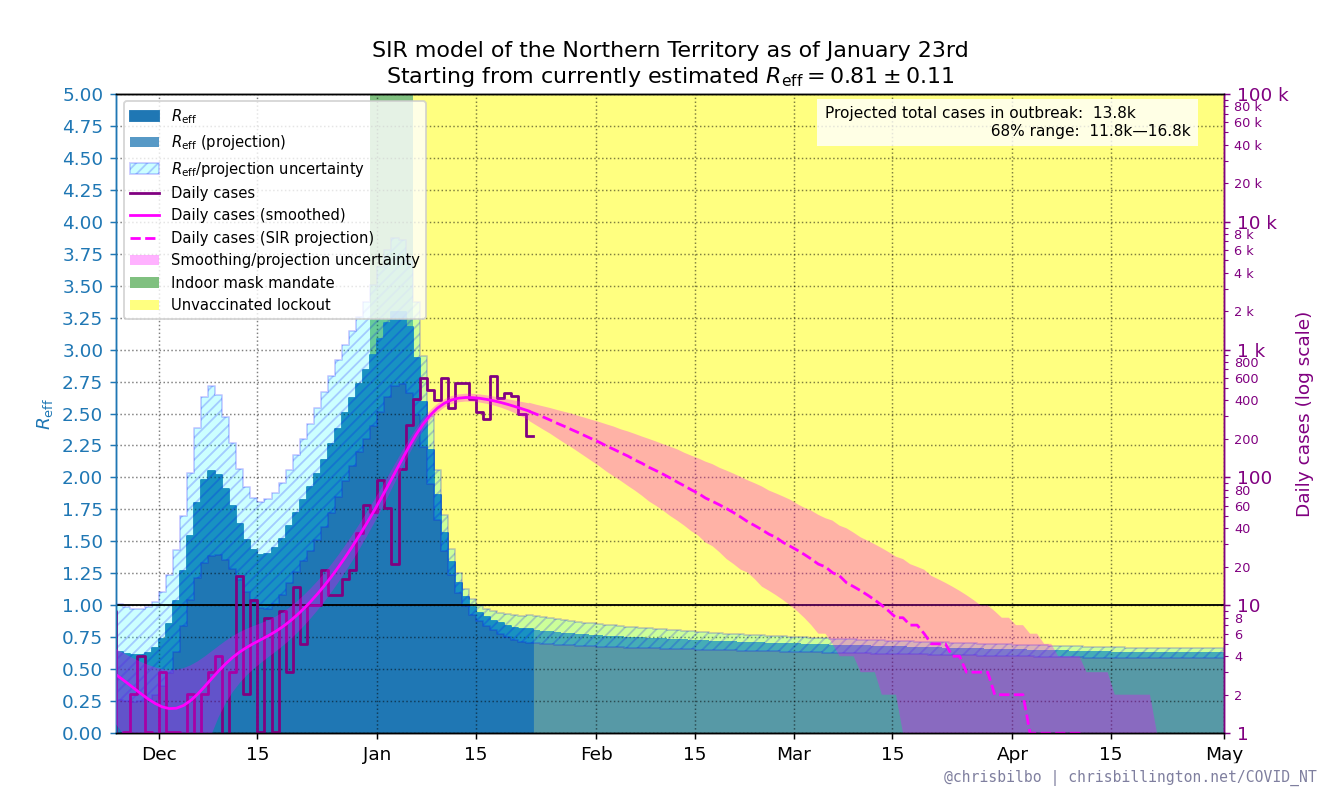 SIR model of the Northern Territory as of January 23rd
Starting from currently estimated R_eff = 0.81 ± 0.11
5.00
4.75
4.50
4.25
4.00
3.75
3.50
3.25
3.00
2.75
2.50
2.25
2.00
1.75
1.50
1.25
1.00
0.75
0.50
0.25
0.00
R_eff
R_eff
R_eff (projection)
R_eff/projection uncertainty
Daily cases
Daily cases (smoothed)
Daily cases (SIR projection)
Smoothing/projection uncertainty
Indoor mask mandate
Unvaccinated lockout
Projected total cases in outbreak: 13.8k
68% range: 11.8k—16.8k
100 k
80 k
60 k
40 k
20 k
10 k
8 k
6 k
4 k
2 k
1 k
800
600
400
200
100
80
60
40
20
10
8
6
4
2
1
Daily cases (log scale)
Dec 15 Jan 15 Feb 15 Mar 15 Apr 15 May
@chrisbilbo | chrisbillington.net/COVID_NT